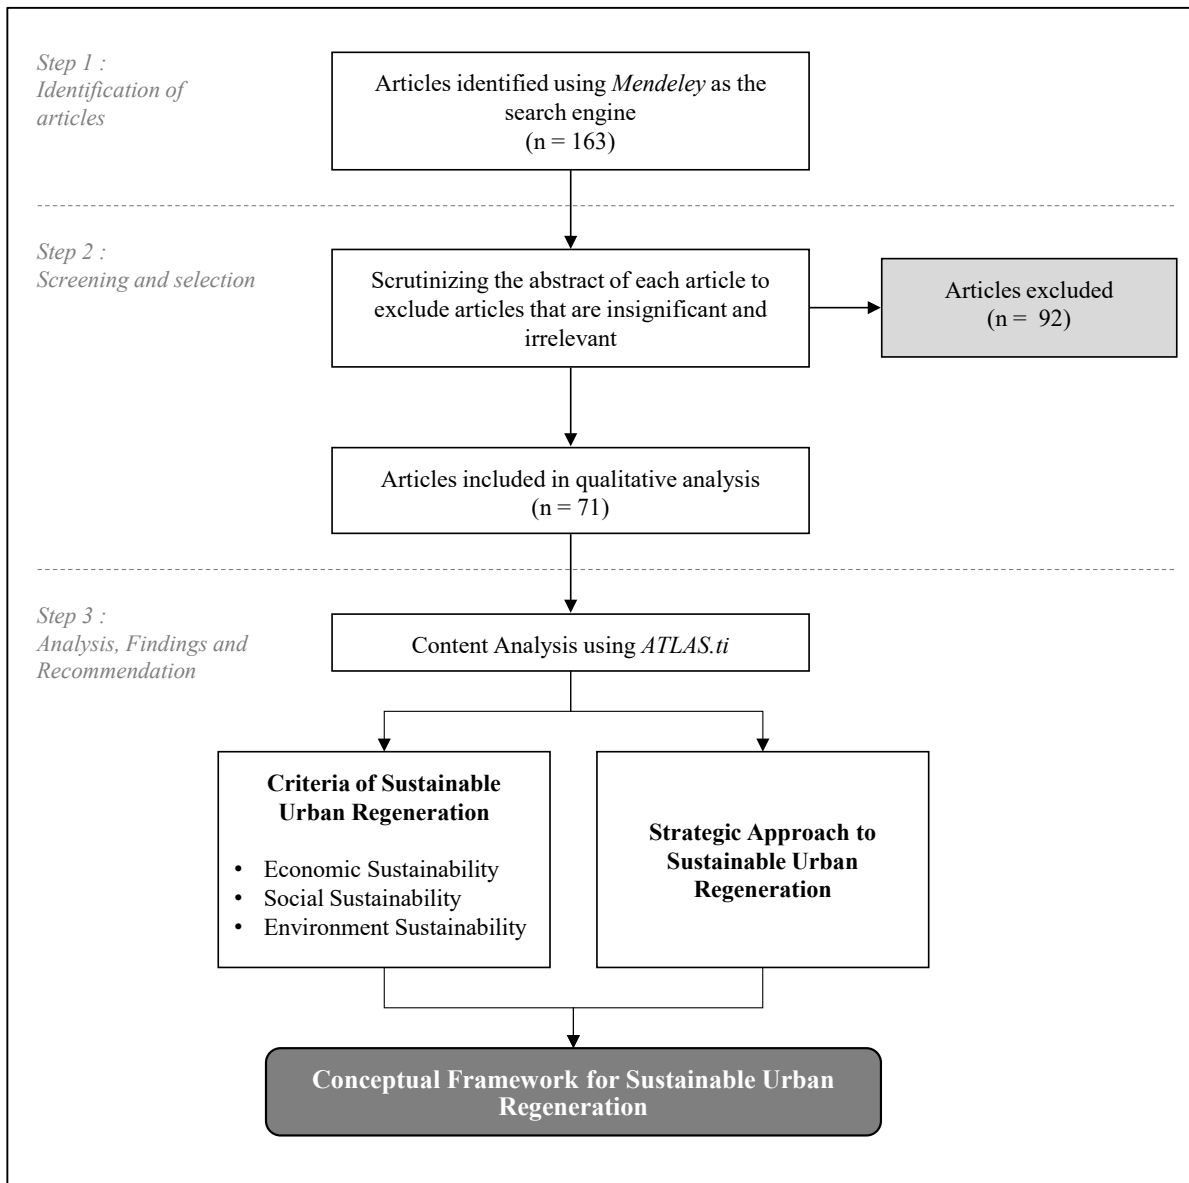 Step 1 :
Identification of
articles
Articles identified using Mendeley as the
search engine
(n = 163)
Step 2 :
Screening and selection
Scrutinizing the abstract of each article to
exclude articles that are insignificant and
irrelevant
Articles excluded
(n =  92)
Articles included in qualitative analysis
(n = 71)
Step 3 :
Analysis, Findings and
Recommendation
Content Analysis using ATLAS.ti
Criteria of Sustainable
Urban Regeneration
• Economic Sustainability
• Social Sustainability
• Environment Sustainability
Strategic Approach to
Sustainable Urban
Regeneration
Conceptual Framework for Sustainable Urban
Regeneration